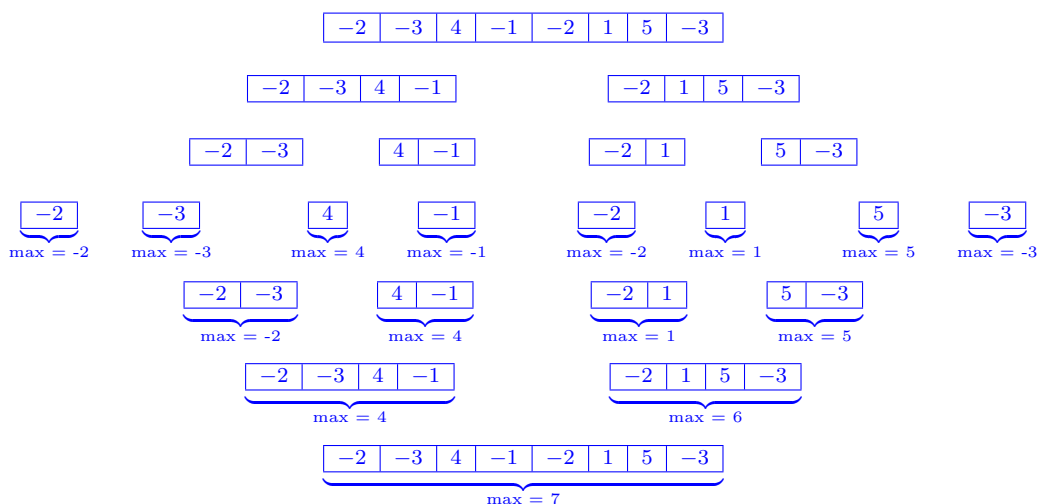 −2 −3 4 −1 −2 1 5 −3
−2 −3 4 −1 −2 1 5 −3
−2 −3 4 −1 −2 1 5 −3
−2 −3 4 −1 −2 1 5 −3
max = -2 max = -3 max = 4 max = -1 max = -2 max = 1 max = 5 max = -3
−2 −3 4 −1 −2 1 5 −3
max = -2 max = 4 max = 1 max = 5
−2 −3 4 −1 −2 1 5 −3
max = 4 max = 6
−2 −3 4 −1 −2 1 5 −3
max = 7